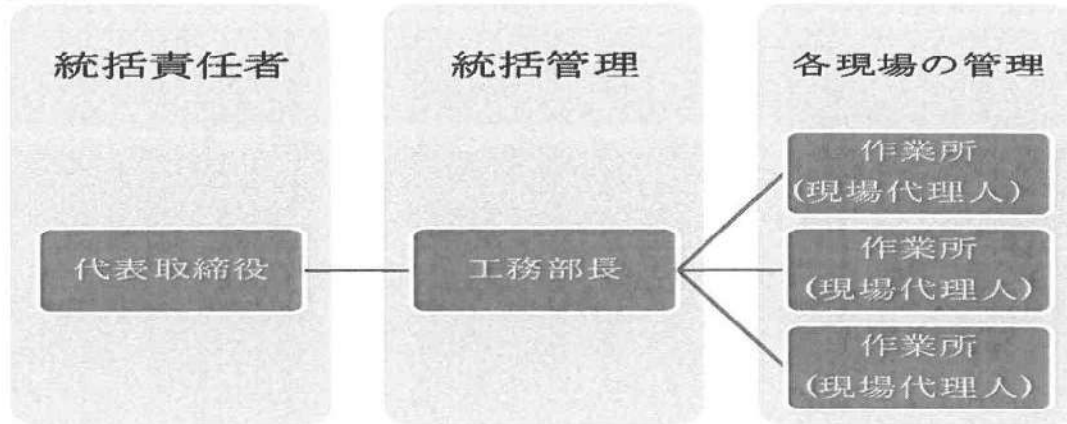 統括責任者
統括管理
各現場の管理
代表取締役
工務部長
作業所
(現場代理人)
作業所
(現場代理人)
作業所
(現場代理人)